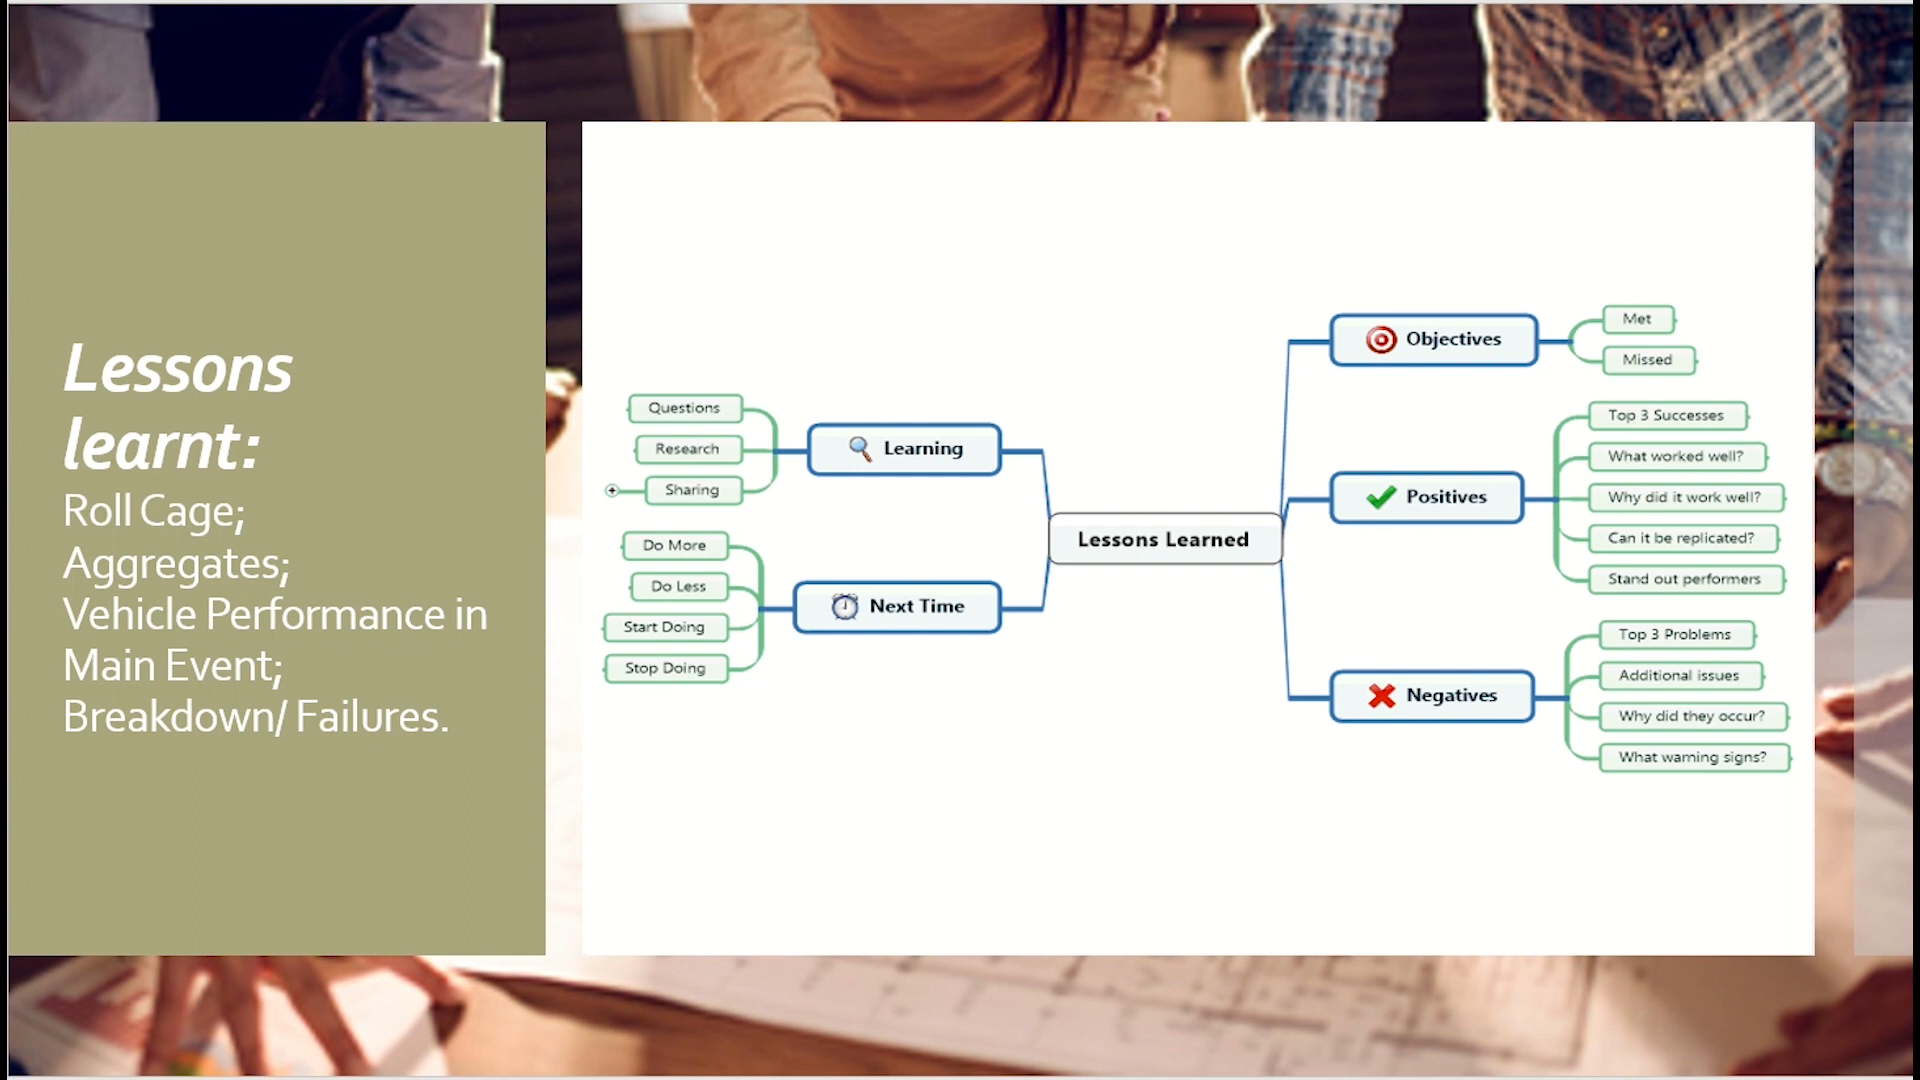 Lessons
learnt:
Roll Cage;
Aggregates;
Vehicle Performance in
Main Event;
Breakdown/ Failures.
Questions
Research
Sharing
Learning
Do More
Do Less
Start Doing
Stop Doing
Next Time
Lessons Learned
Objectives
Met
Missed
Positives
Top 3 Successes
What worked well?
Why did it work well?
Can it be replicated?
Stand out performers
Negatives
Top 3 Problems
Additional issues
Why did they occur?
What warning signs?